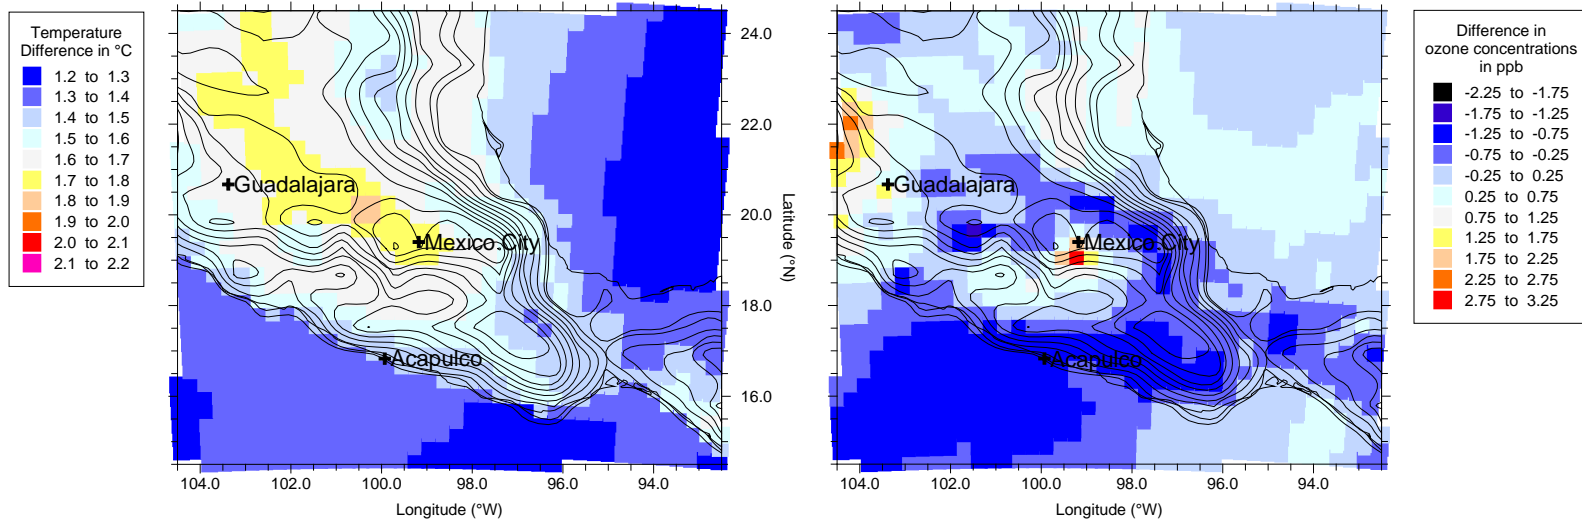 Temperature
Difference in °C
1.2 to 1.3
1.3 to 1.4
1.4 to 1.5
1.5 to 1.6
1.6 to 1.7
1.7 to 1.8
1.8 to 1.9
1.9 to 2.0
2.0 to 2.1
2.1 to 2.2
Guadalajara
Mexico City
Acapulco
24.0
22.0
20.0
18.0
16.0
Latitude (°N)
104.0 102.0 100.0 98.0 96.0 94.0
Longitude (°W)
Guadalajara
Mexico City
Acapulco
104.0 102.0 100.0 98.0 96.0 94.0
Longitude (°W)
Difference in
ozone concentrations
in ppb
-2.25 to -1.75
-1.75 to -1.25
-1.25 to -0.75
-0.75 to -0.25
-0.25 to 0.25
0.25 to 0.75
0.75 to 1.25
1.25 to 1.75
1.75 to 2.25
2.25 to 2.75
2.75 to 3.25